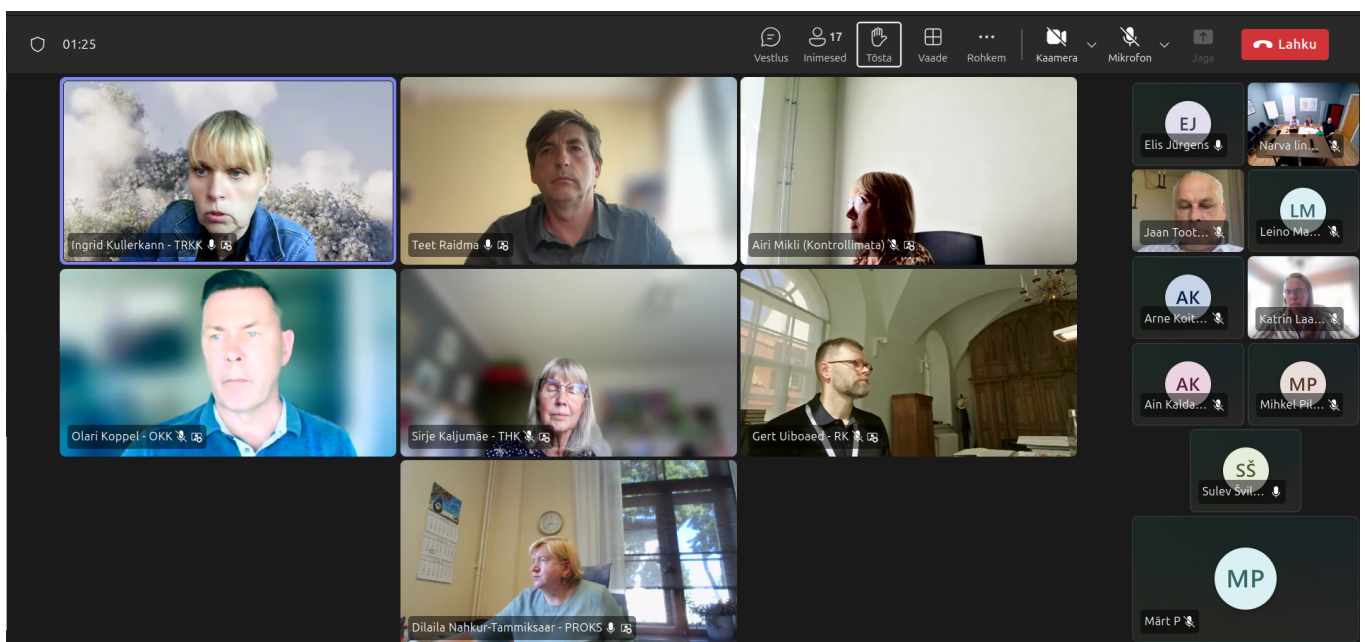 01:25
Vestlus
17
Inimesed
Tõsta
Vaade
Rohkem
Kaamera
Mikrofon
Jaga
Lahku
Ingrid Kullerkann - TRKK
Teet Raidma
Airi Mikli (Kontrollimata)
Olari Koppel - OKK
Sirje Kaljumäe - THK
Gert Uiboaed - RK
Dilaila Nahkur-Tammiksaar - PROKS
EJ
Elis Jürgens
Narva lin...
Jaan Toot...
LM
Leino Ma...
AK
Arne Koit...
Katrin Laa...
AK
Ain Kalda...
MP
Mihkel Pil...
SŠ
Sulev Švil...
MP
Märt P